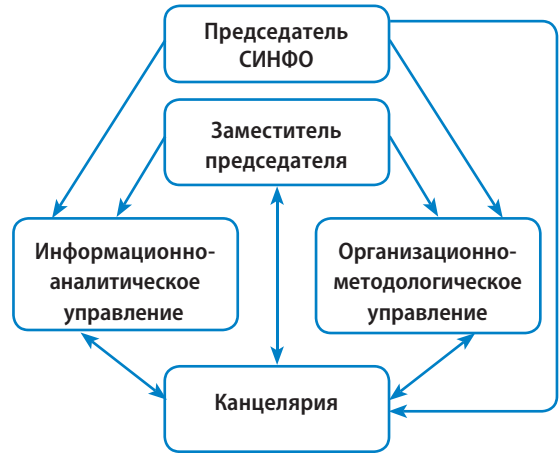 Председатель
СИНФО
Заместитель
председателя
Информационно-
аналитическое
управление
Организационно-
методологическое
управление
Канцелярия